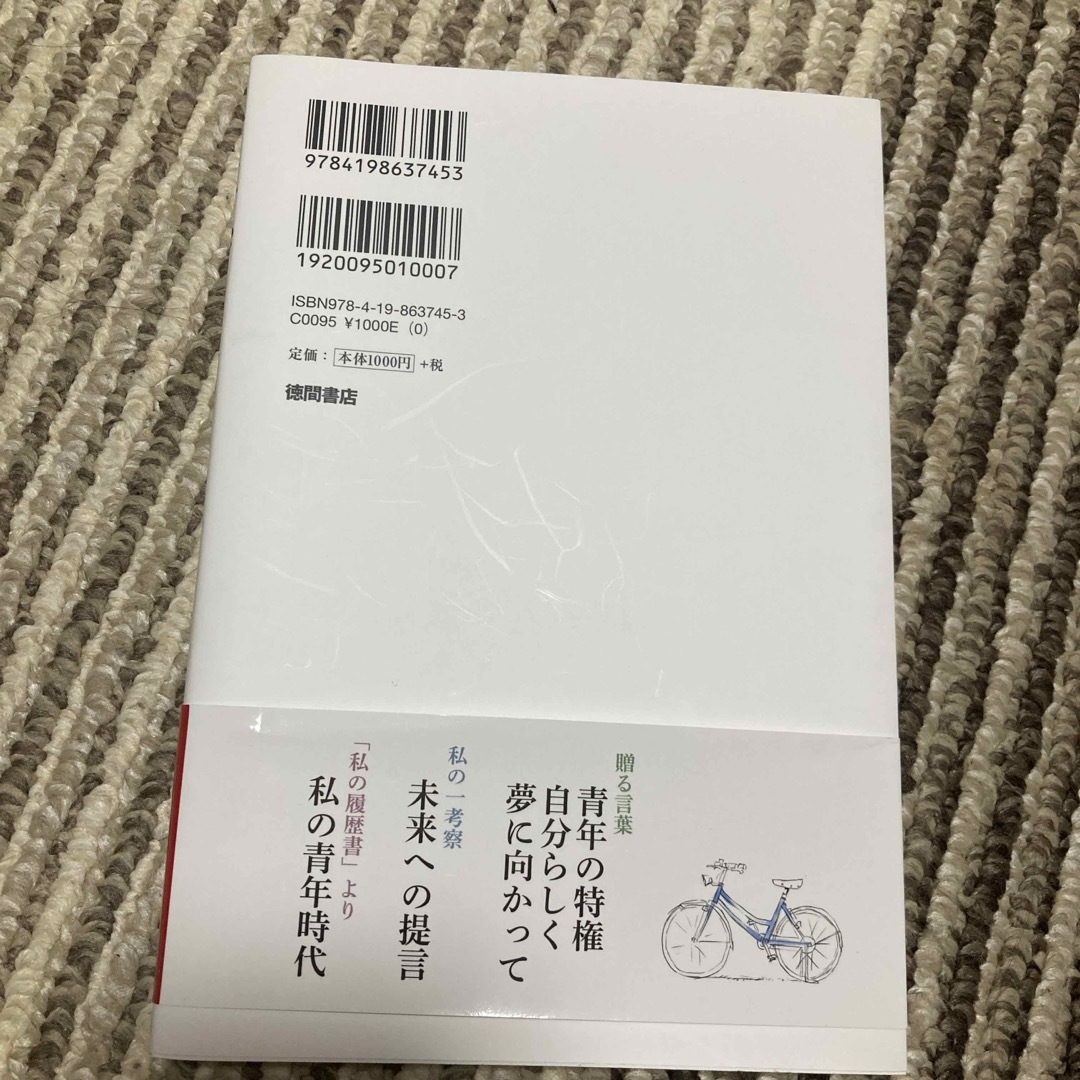 9784198637453
1920095010007
ISBN978-4-19-863745-3
C0095 ¥1000E (0)
定価：本体1000円+税
徳間書店
贈る言葉
青年の特権
自分らしく
夢に向かって
私の一考察
未来への提言
「私の履歴書」より
私の青年時代